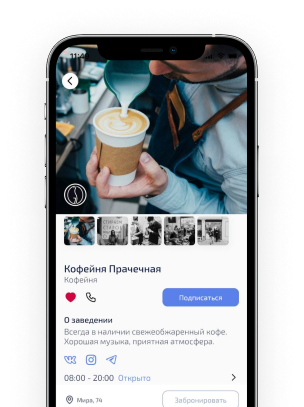 Кофейня Прачечная
Кофейня
Подписаться
О заведении
Всегда в наличии свежеобжаренный кофе.
Хорошая музыка, приятная атмосфера.
08:00 - 20:00 Открыто
Мира, 74
Забронировать